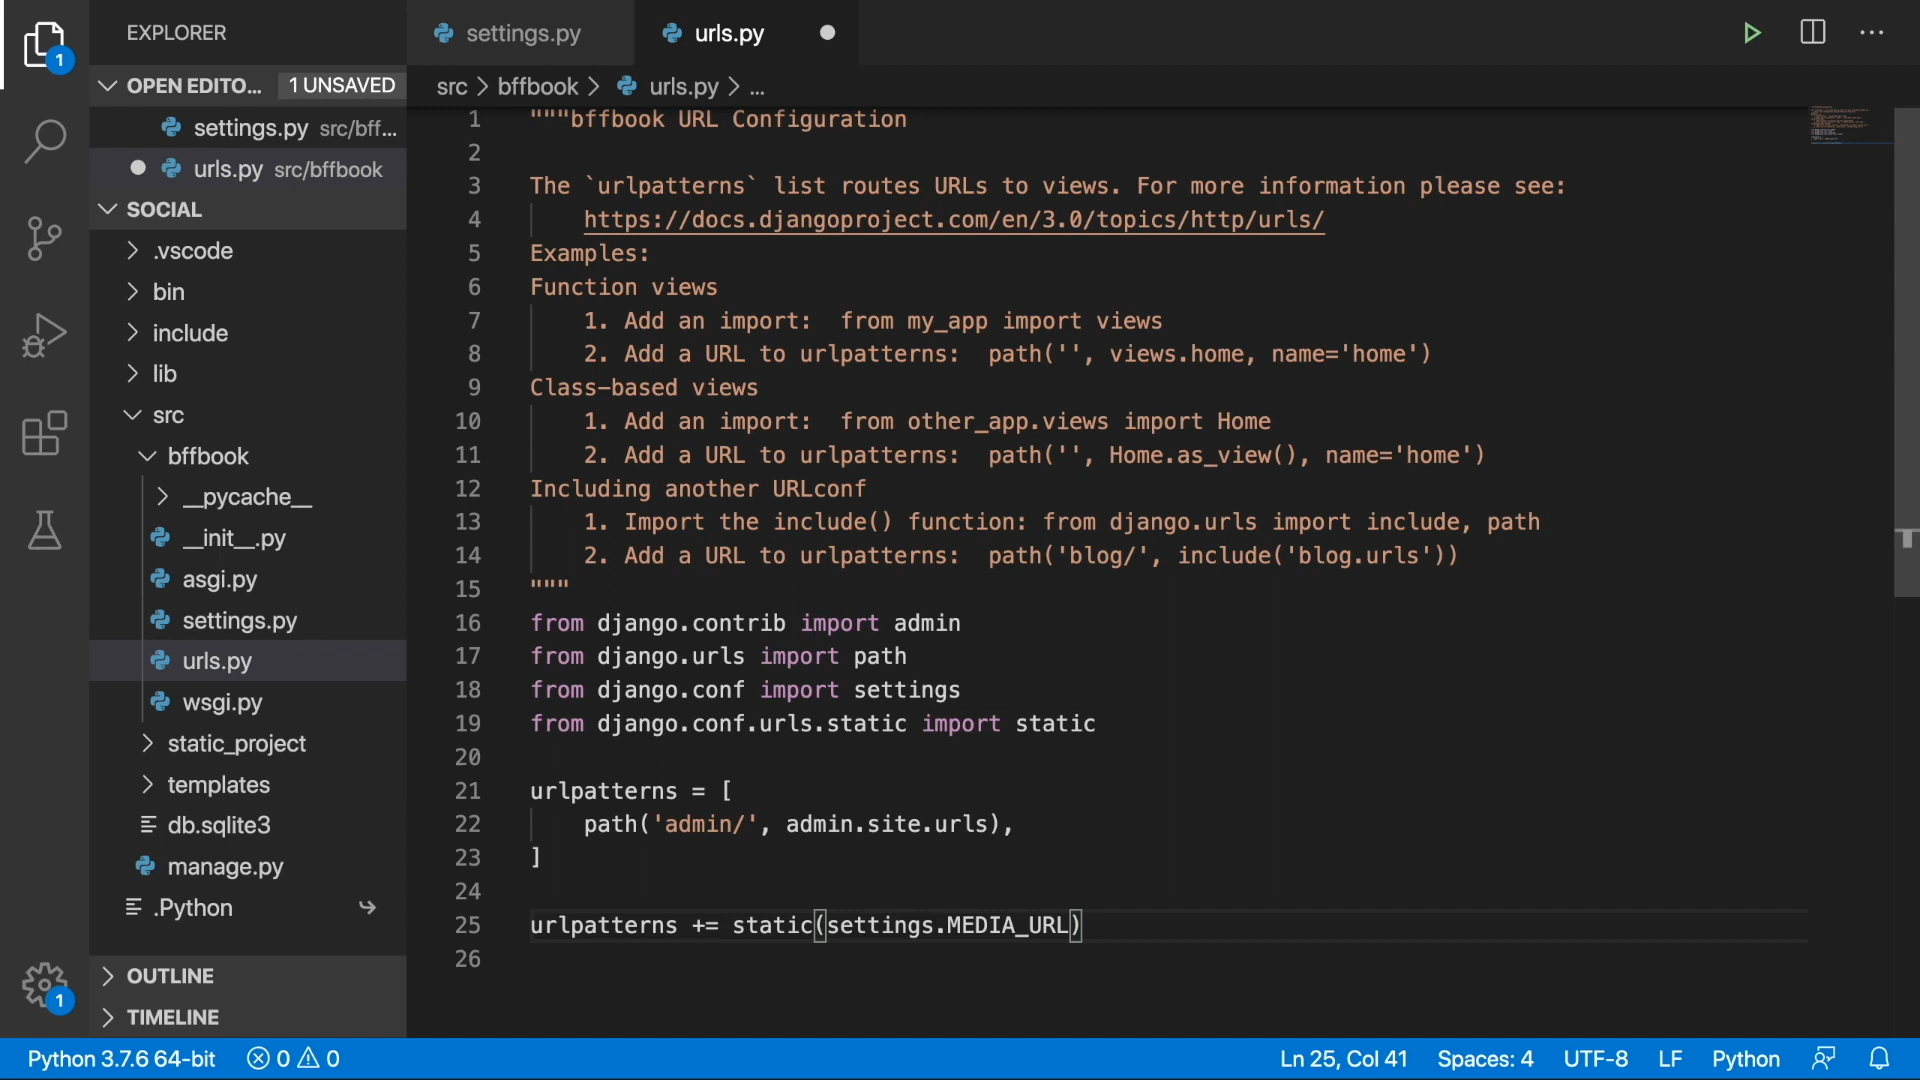 EXPLORER
settings.py
urls.py
1
OPEN EDITO...
1 UNSAVED
src > bffbook > urls.py > ...
settings.py src/bff...
urls.py src/bffbook
SOCIAL
.vscode
bin
include
lib
src
bffbook
__pycache__
__init__.py
asgi.py
settings.py
urls.py
wsgi.py
static_project
templates
db.sqlite3
manage.py
.Python
OUTLINE
TIMELINE
1
1 """bffbook URL Configuration
2
3 The `urlpatterns` list routes URLs to views. For more information please see:
4 https://docs.djangoproject.com/en/3.0/topics/http/urls/
5 Examples:
6 Function views
7 1. Add an import:  from my_app import views
8 2. Add a URL to urlpatterns:  path('', views.home, name='home')
9 Class-based views
10 1. Add an import:  from other_app.views import Home
11 2. Add a URL to urlpatterns:  path('', Home.as_view(), name='home')
12 Including another URLconf
13 1. Import the include() function: from django.urls import include, path
14 2. Add a URL to urlpatterns:  path('blog/', include('blog.urls'))
15 """
16 from django.contrib import admin
17 from django.urls import path
18 from django.conf import settings
19 from django.conf.urls.static import static
20
21 urlpatterns = [
22 path('admin/', admin.site.urls),
23 ]
24
25 urlpatterns += static(settings.MEDIA_URL)
26
Python 3.7.6 64-bit 0 0 Ln 25, Col 41 Spaces: 4 UTF-8 LF Python